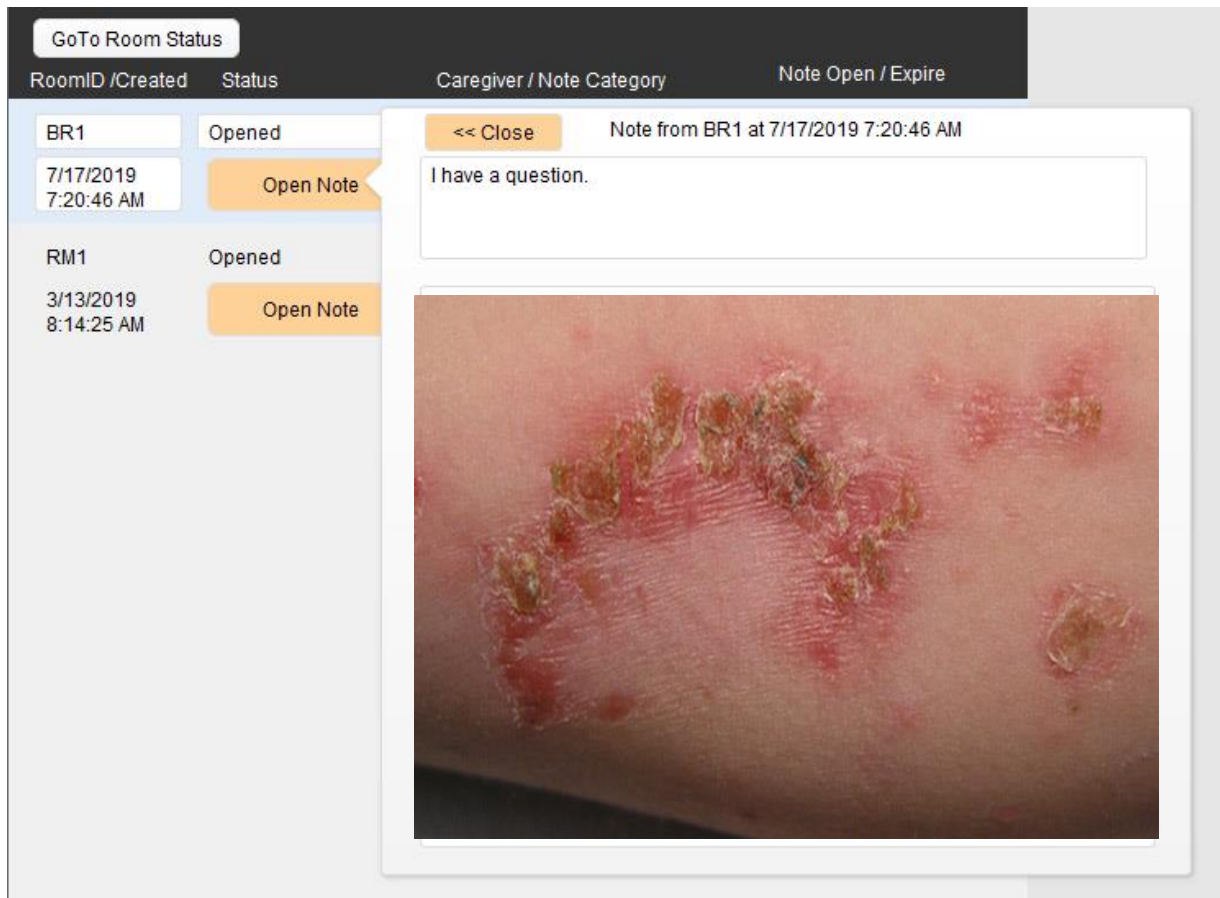 GoTo Room Status
RoomID /Created Status Caregiver / Note Category Note Open / Expire
BR1 Opened << Close Note from BR1 at 7/17/2019 7:20:46 AM
7/17/2019
7:20:46 AM
Open Note
I have a question.
RM1 Opened
3/13/2019
8:14:25 AM
Open Note